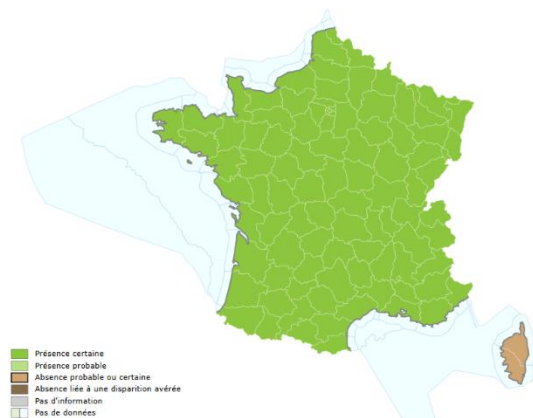 Présence certaine
Présence probable
Absence probable ou certaine
Absence liée à une disparition avérée
Pas d'information
Pas de données